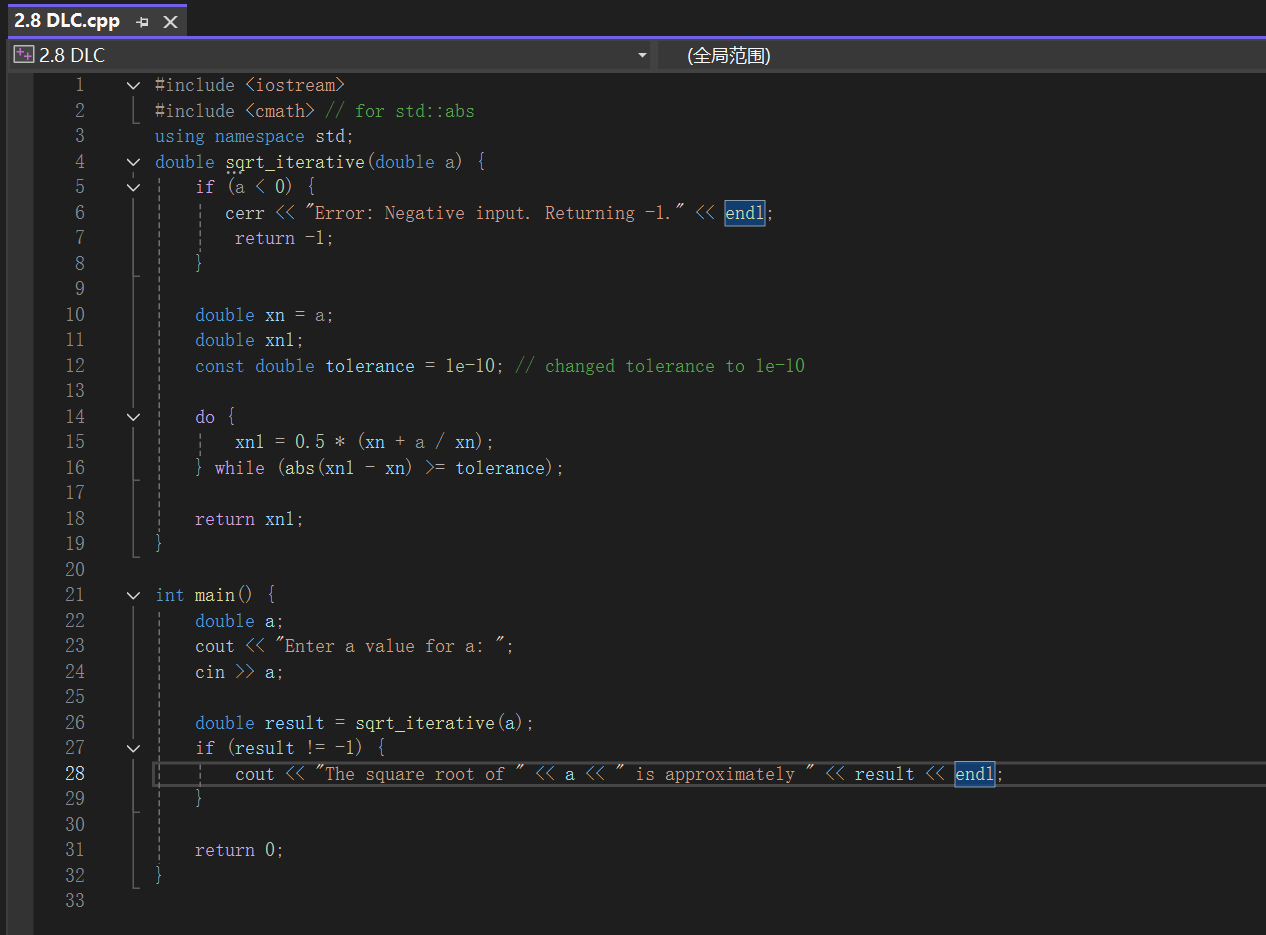 2.8 DLC.cpp
2.8 DLC (全局范围)
1 #include <iostream>
2 #include <cmath> // for std::abs
3 using namespace std;
4 double sqrt_iterative(double a) {
5     if (a < 0) {
6        cerr << "Error: Negative input. Returning -1." << endl;
7         return -1;
8     }
9
10     double xn = a;
11     double xn1;
12     const double tolerance = 1e-10; // changed tolerance to 1e-10
13
14     do {
15         xn1 = 0.5 * (xn + a / xn);
16     } while (abs(xn1 - xn) >= tolerance);
17
18     return xn1;
19 }
20
21 int main() {
22     double a;
23     cout << "Enter a value for a: ";
24     cin >> a;
25
26     double result = sqrt_iterative(a);
27     if (result != -1) {
28         cout << "The square root of " << a << " is approximately " << result << endl;
29     }
30
31     return 0;
32 }
33